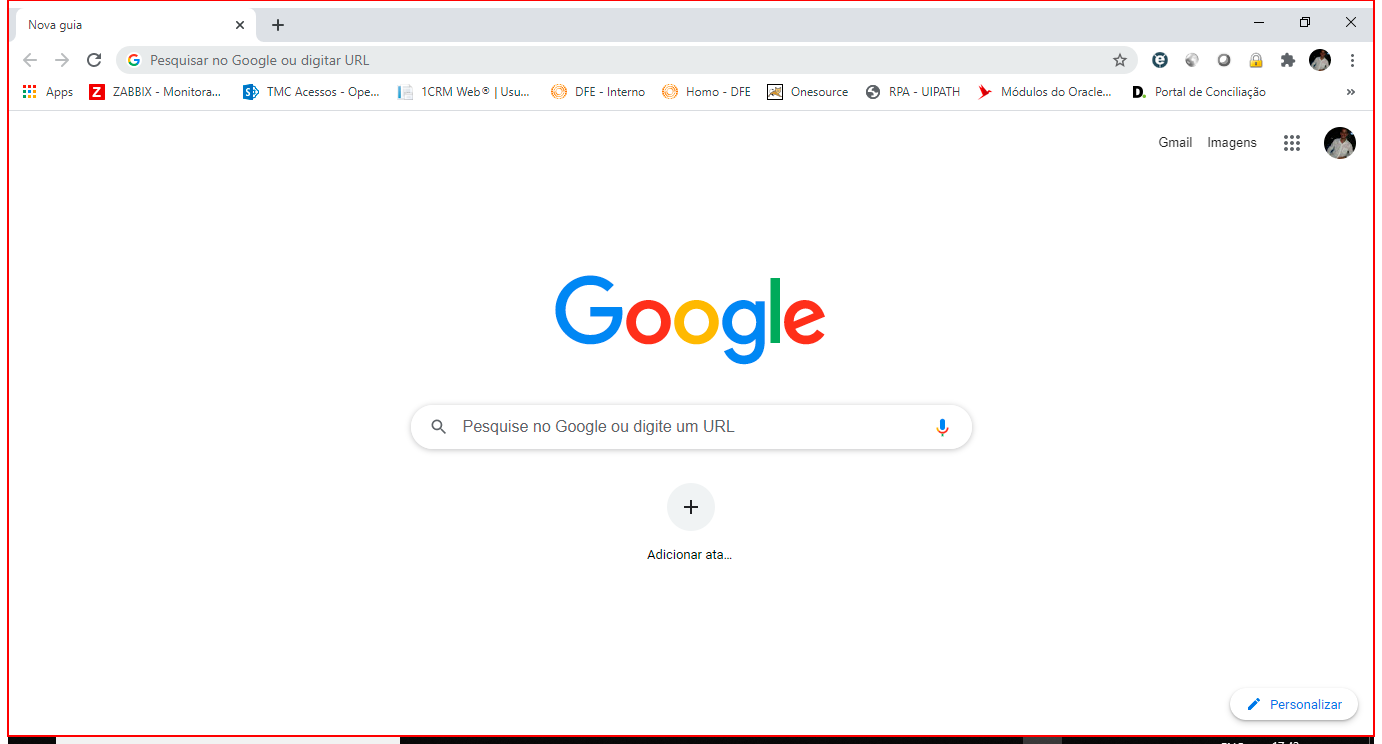 Nova guia
Pesquisar no Google ou digitar URL
Apps ZABBIX - Monitora... TMC Acessos - Ope... 1CRM Web® | Usu... DFE - Interno Homo - DFE Onesource RPA - UIPATH Módulos do Oracle... D. Portal de Conciliação »
Gmail Imagens
Google
Pesquise no Google ou digite um URL
Adicionar ata...
Personalizar